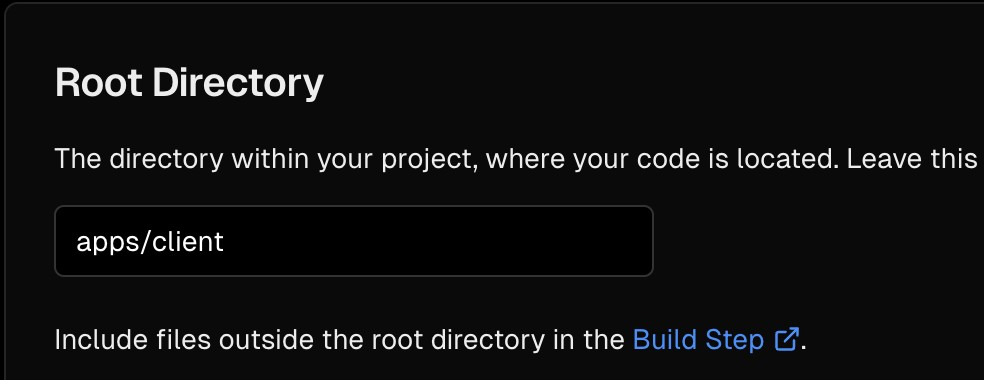 Root Directory
The directory within your project, where your code is located. Leave this
apps/client
Include files outside the root directory in the Build Step.